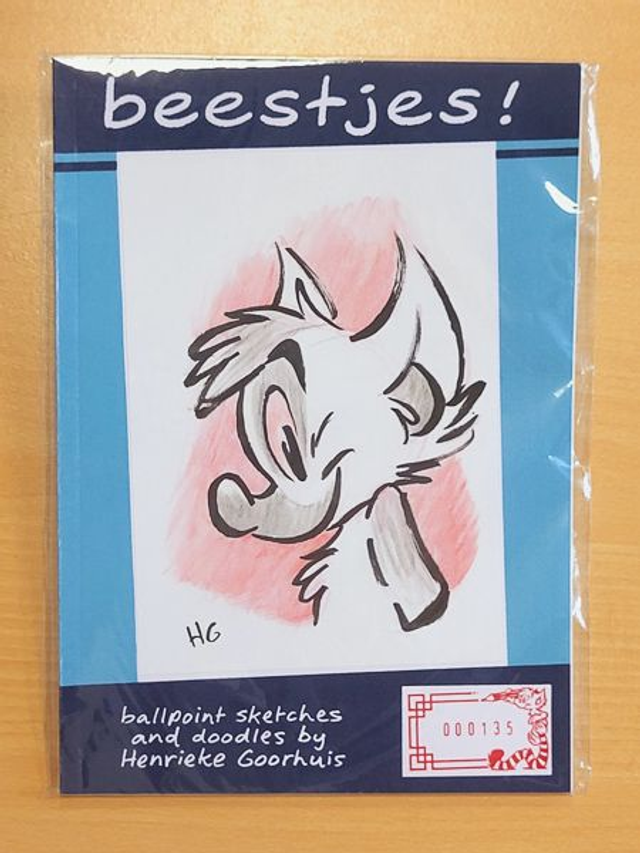 beestjes!
HG
ballpoint sketches
and doodles by
Henrieke Goorhuis
000135